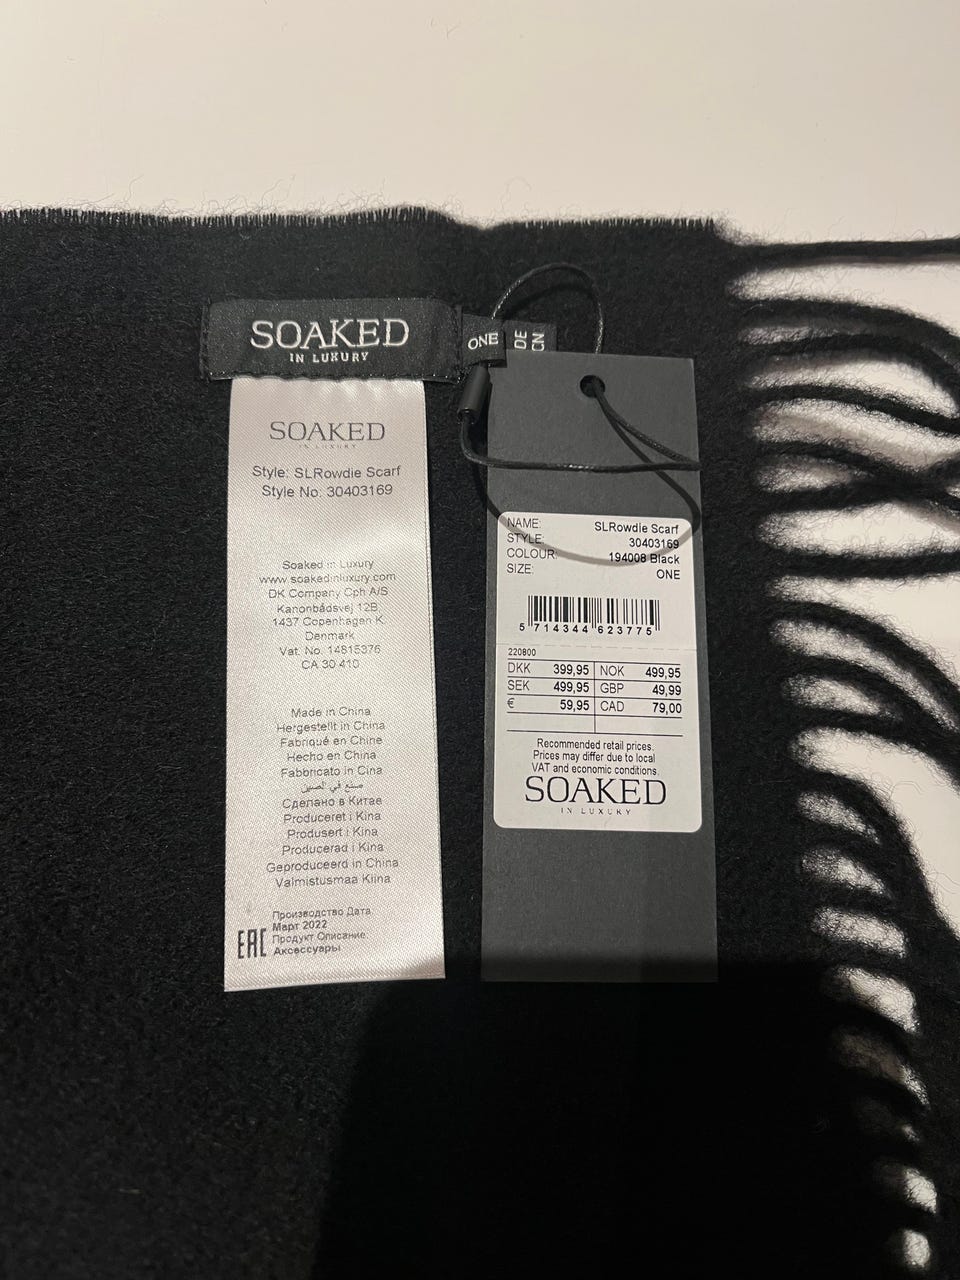 SOAKED
IN LUXURY
ONE
DE
CN
SOAKED
IN LUXURY
Style: SLRowdie Scarf
Style No: 30403169
Soaked in Luxury
www.soakedinluxury.com
DK Company Cph A/S
Kanonbådsvej 12B
1437 Copenhagen K
Denmark
Vat. No. 14815376
CA 30 410
Made in China
Hergestellt in China
Fabriqué en Chine
Hecho en China
Fabbricato in Cina
صنع في الصين
Сделано в Китае
Produceret i Kina
Produsert i Kina
Producerad i Kina
Geproduceerd in China
Valmistusmaa Kiina
Производство Дата
Март 2022
Продукт Описание:
Аксессуары
EAC
NAME: SLRowdie Scarf
STYLE: 30403169
COLOUR: 194008 Black
SIZE: ONE
5 714344 623775
220800
DKK 399,95 NOK 499,95
SEK 499,95 GBP 49,99
€ 59,95 CAD 79,00
Recommended retail prices.
Prices may differ due to local
VAT and economic conditions.
SOAKED
IN LUXURY